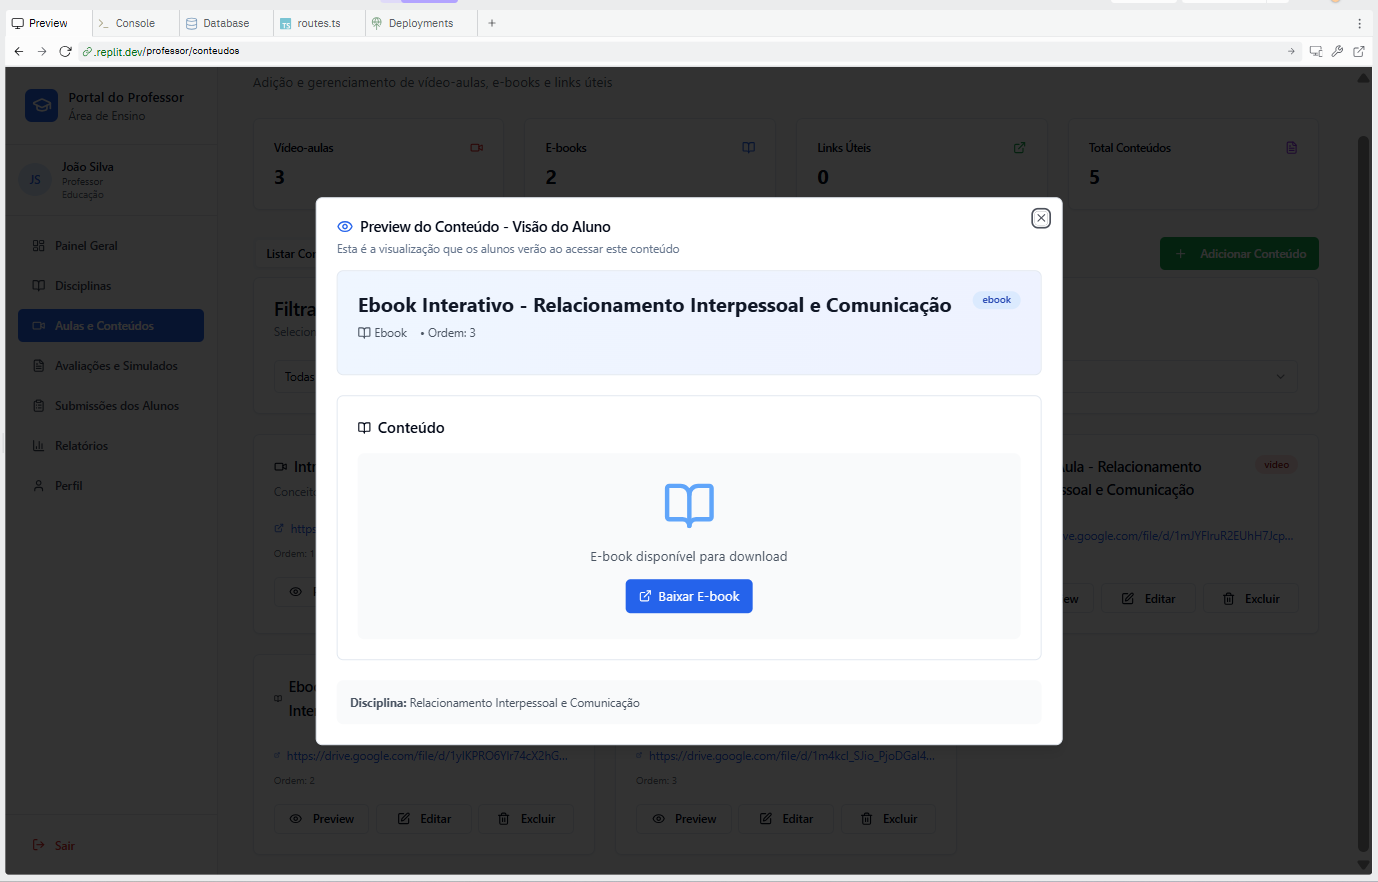 Preview
Console
Database
TS routes.ts
Deployments
.replit.dev/professor/conteudos
Portal do Professor
Área de Ensino
JS
João Silva
Professor
Educação
Painel Geral
Disciplinas
Aulas e Conteúdos
Avaliações e Simulados
Submissões dos Alunos
Relatórios
Perfil
Sair
Adição e gerenciamento de vídeo-aulas, e-books e links úteis
Vídeo-aulas
3
E-books
2
Links Úteis
0
Total Conteúdos
5
Listar Con
Adicionar Conteúdo
Filtra
Selecion
Todas
Preview do Conteúdo - Visão do Aluno
Esta é a visualização que os alunos verão ao acessar este conteúdo
Ebook Interativo - Relacionamento Interpessoal e Comunicação
ebook
Ebook
• Ordem: 3
Conteúdo
E-book disponível para download
Baixar E-book
Disciplina: Relacionamento Interpessoal e Comunicação
Intr
Conceito
https
Ordem: 1
ula - Relacionamento
ssoal e Comunicação
video
ve.google.com/file/d/1mJYFlruR2EUhH7Jcp...
ew
Editar
Excluir
Eboo
Inte
https://drive.google.com/file/d/1yIKPRO6Ylr74cX2hG...
Ordem: 2
Preview
Editar
Excluir
https://drive.google.com/file/d/1m4kcl_SJio_PjoDGal4...
Ordem: 3
Preview
Editar
Excluir